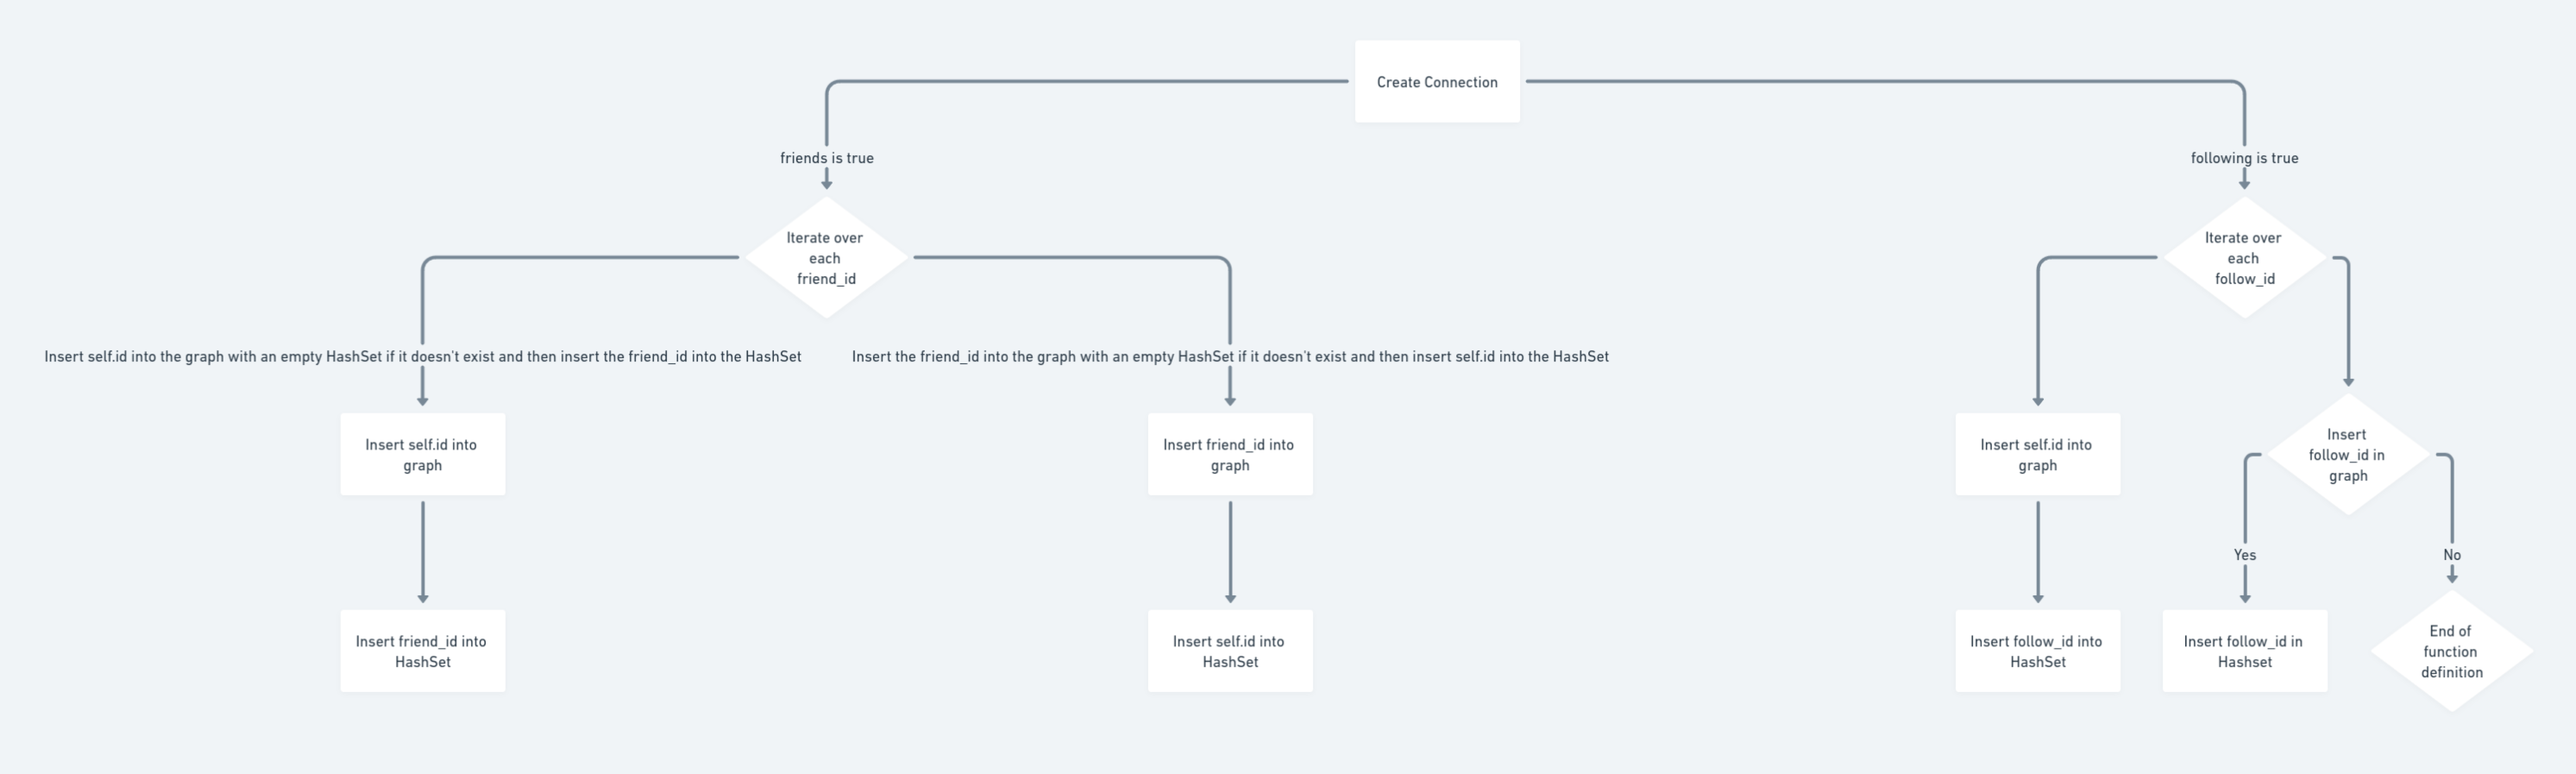 Create Connection
friends is true
following is true
Iterate over
each
friend_id
Iterate over
each
follow_id
Insert self.id into the graph with an empty HashSet if it doesn't exist and then insert the friend_id into the HashSet
Insert the friend_id into the graph with an empty HashSet if it doesn't exist and then insert self.id into the HashSet
Insert self.id into
graph
Insert friend_id into
graph
Insert self.id into
graph
Insert
follow_id in
graph
Yes
No
Insert friend_id into
HashSet
Insert self.id into
HashSet
Insert follow_id into
HashSet
Insert follow_id in
Hashset
End of
function
definition